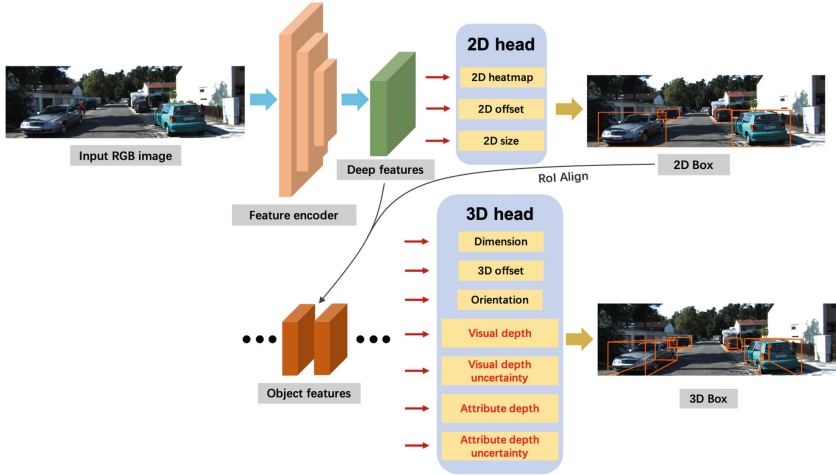 2D head
2D heatmap
2D offset
2D size
Input RGB image
Deep features
Feature encoder
RoI Align
2D Box
3D head
Dimension
3D offset
Orientation
Visual depth
Visual depth
uncertainty
Attribute depth
Attribute depth
uncertainty
Object features
3D Box